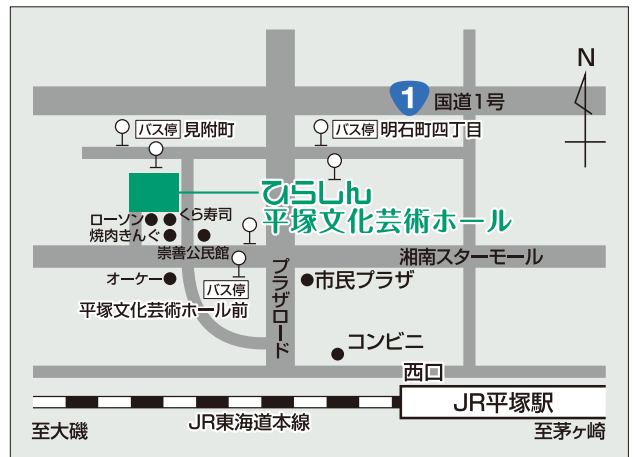 N
1
国道1号
バス停 見附町
バス停 明石町四丁目
ひらしん
平塚文化芸術ホール
ローソン
くら寿司
焼肉きんぐ
崇善公民館
湘南スターモール
オーケー
バス停
平塚文化芸術ホール前
プラザロード
市民プラザ
コンビニ
西口
JR平塚駅
JR東海道本線
至大磯
至茅ヶ崎